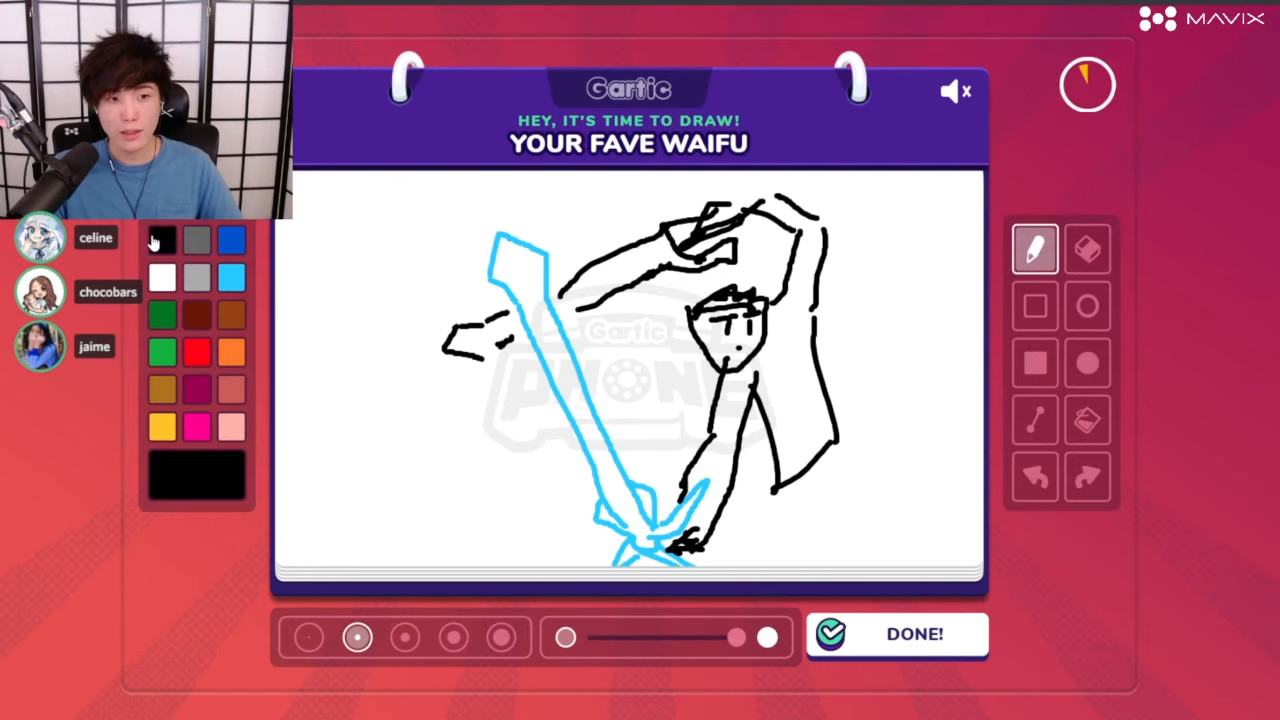 MAVIX
Gartic
HEY, IT'S TIME TO DRAW!
YOUR FAVE WAIFU
celine
chocobars
jaime
Gartic
PHONE
DONE!